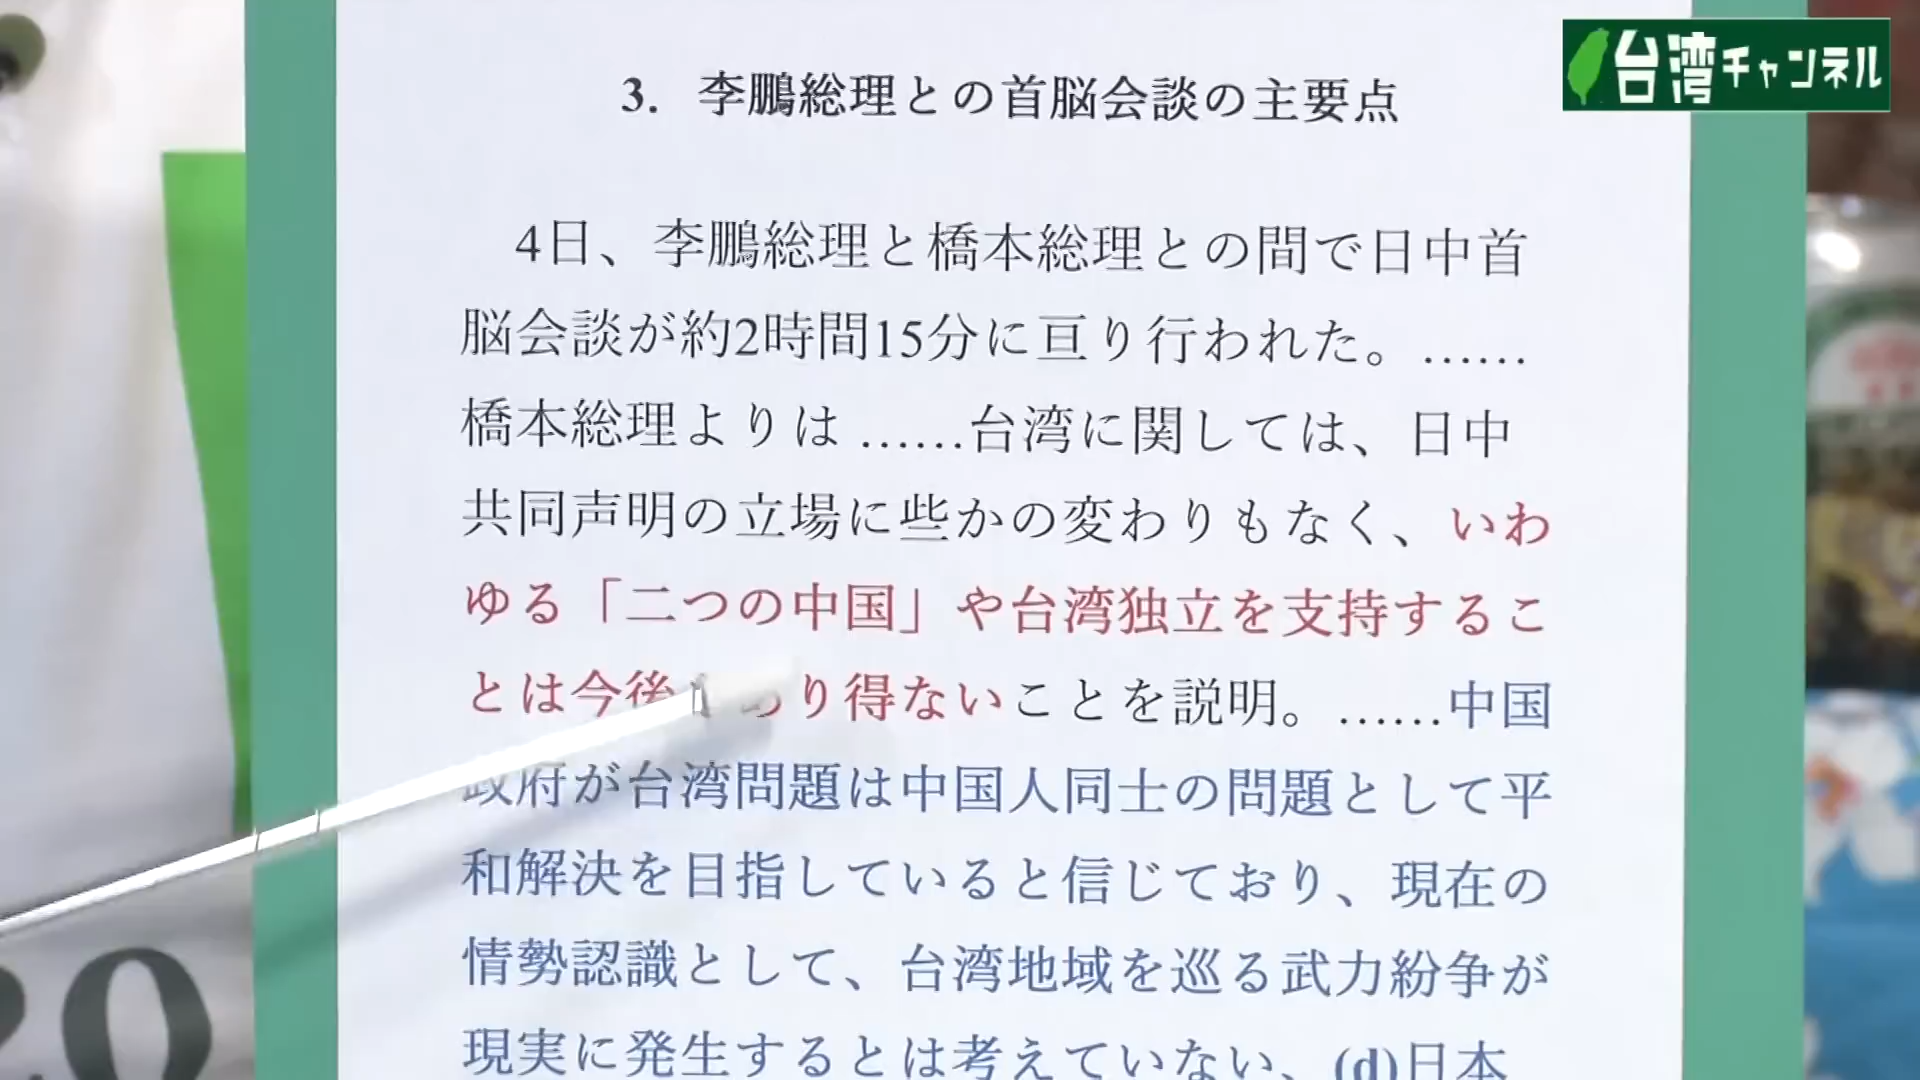 台湾チャンネル
3. 李鵬総理との首脳会談の主要点
4日、李鵬総理と橋本総理との間で日中首
脳会談が約2時間15分に亘り行われた。……
橋本総理よりは ……台湾に関しては、日中
共同声明の立場に些かの変わりもなく、いわ
ゆる「二つの中国」や台湾独立を支持するこ
とは今後 り得ないことを説明。……中国
政府が台湾問題は中国人同士の問題として平
和解決を目指していると信じており、現在の
情勢認識として、台湾地域を巡る武力紛争が
現実に発生するとは考えていない、(d)日本
20